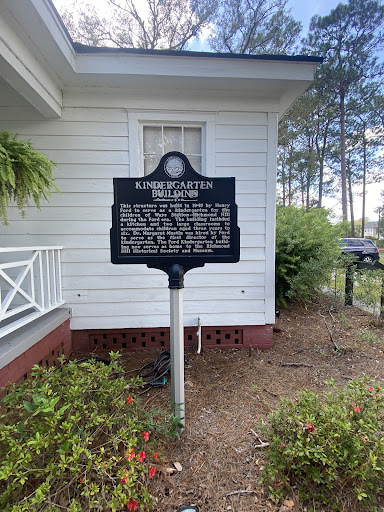 KINDERGARTEN
BUILDING
This structure was built in 1940 by Henry
Ford to serve as a kindergarten for the
children of Ways Station-Richmond Hill
during the Ford era. The building included
a kitchen and two large classrooms to
accommodate children aged three years to
six. Dr. Margaret Martin was hired by Ford
to serve as the first director of the
kindergarten. The Ford Kindergarten build-
ing now serves as home to the Richmond
Hill Historical Society and Museum.